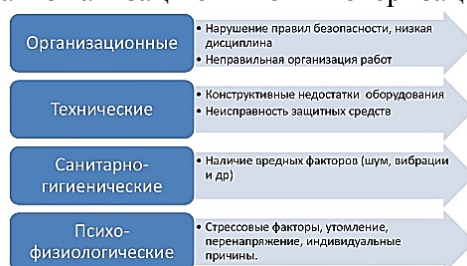 Организационные
• Нарушение правил безопасности, низкая
дисциплина
• Неправильная организация работ
Технические
• Конструктивные недостатки оборудования
• Неисправность защитных средств
Санитарно-
гигиенические
• Наличие вредных факторов (шум, вибрации
и др)
Психо-
физиологические
• Стрессовые факторы, утомление,
перенапряжение, индивидуальные
причины.